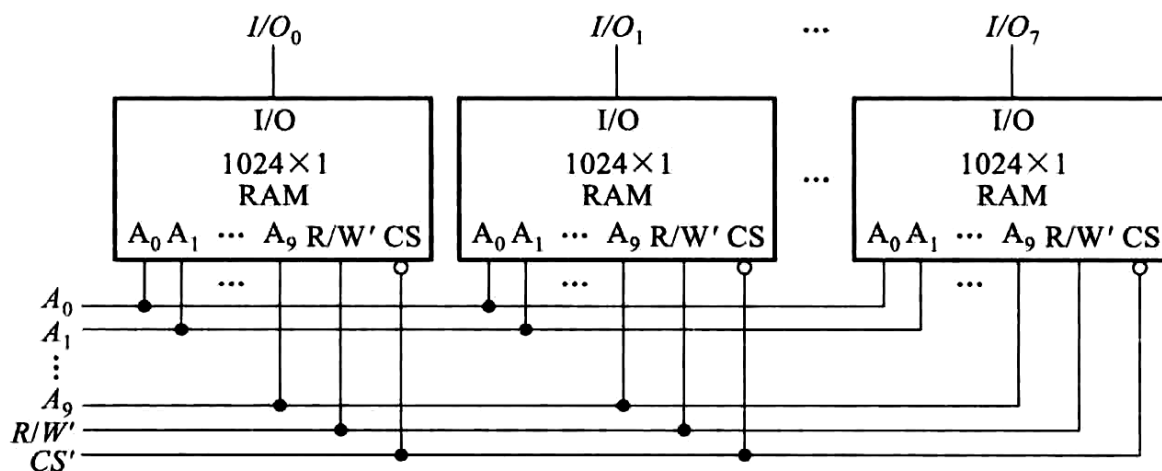 I/O₀ I/O₁ ... I/O₇
I/O I/O I/O
1024×1 1024×1 1024×1
RAM RAM ... RAM
A₀ A₁ ... A₉ R/W' CS A₀ A₁ ... A₉ R/W' CS A₀ A₁ ... A₉ R/W' CS
... ... ...
A₀
A₁
⋮
A₉
R/W'
CS'